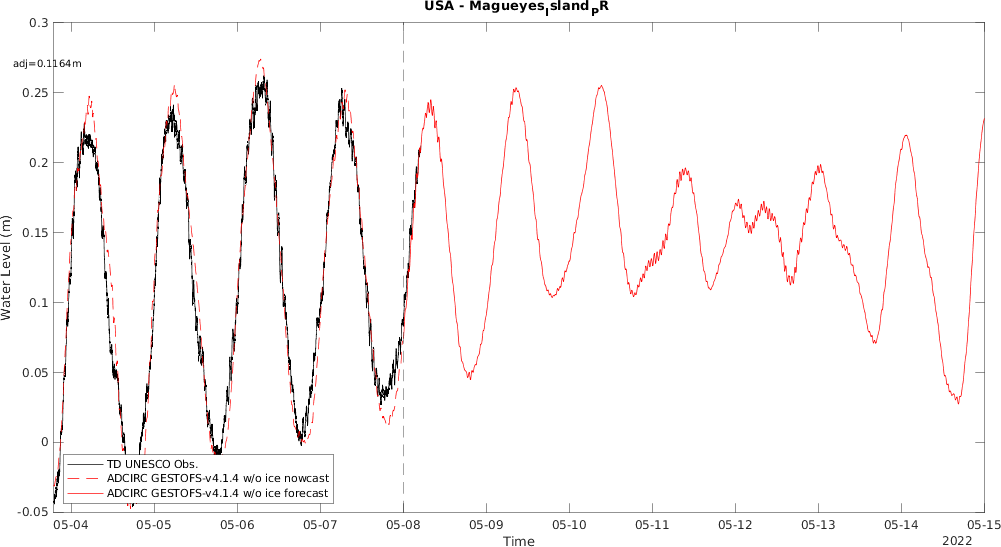 USA - Magueyes_Island_PR
adj=0.1164m
0.3
0.25
0.2
0.15
0.1
0.05
0
-0.05
Water Level (m)
TD UNESCO Obs.
ADCIRC GESTOFS-v4.1.4 w/o ice nowcast
ADCIRC GESTOFS-v4.1.4 w/o ice forecast
05-04 05-05 05-06 05-07 05-08 05-09 05-10 05-11 05-12 05-13 05-14 05-15
Time
2022